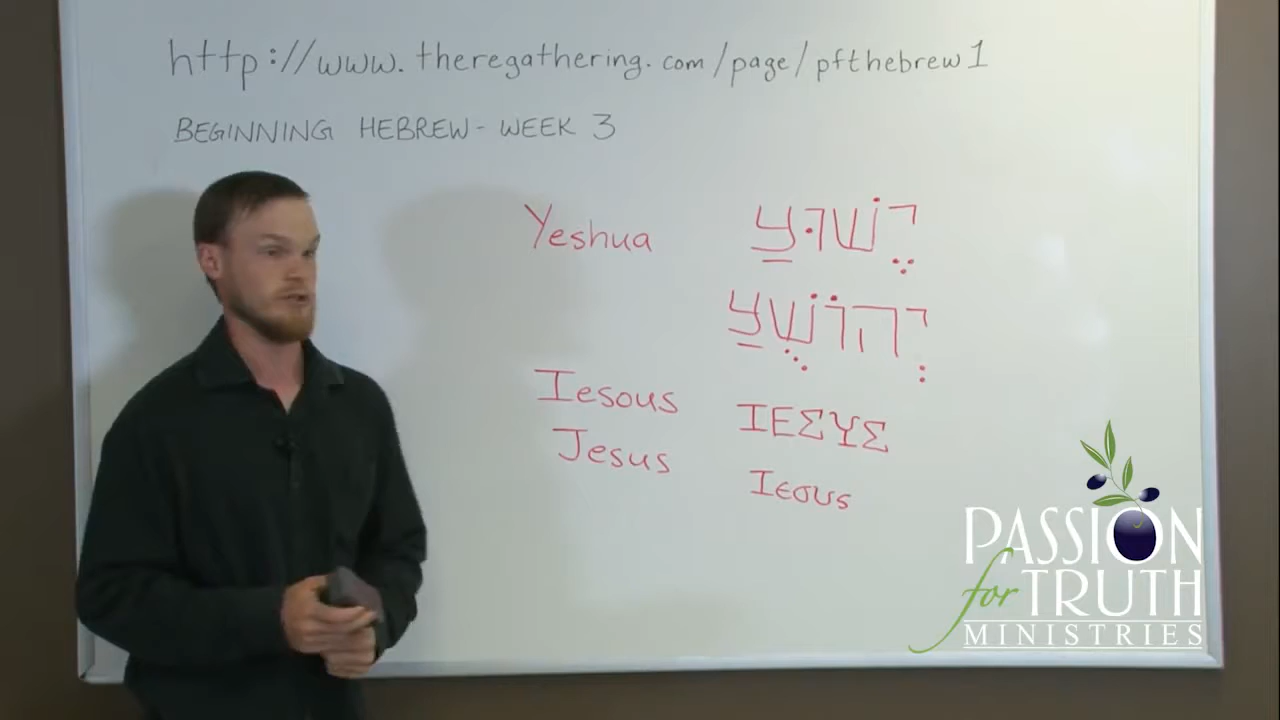 http://www.theregathering.com/page/pfthebrew1
BEGINNING HEBREW - WEEK 3
Yeshua יֶשׁוּעַ
יְהוֹשֻׁעַ
Iesous ΙΕΣΥΣ
Jesus Ιεσυς
PASSION
for TRUTH
MINISTRIES